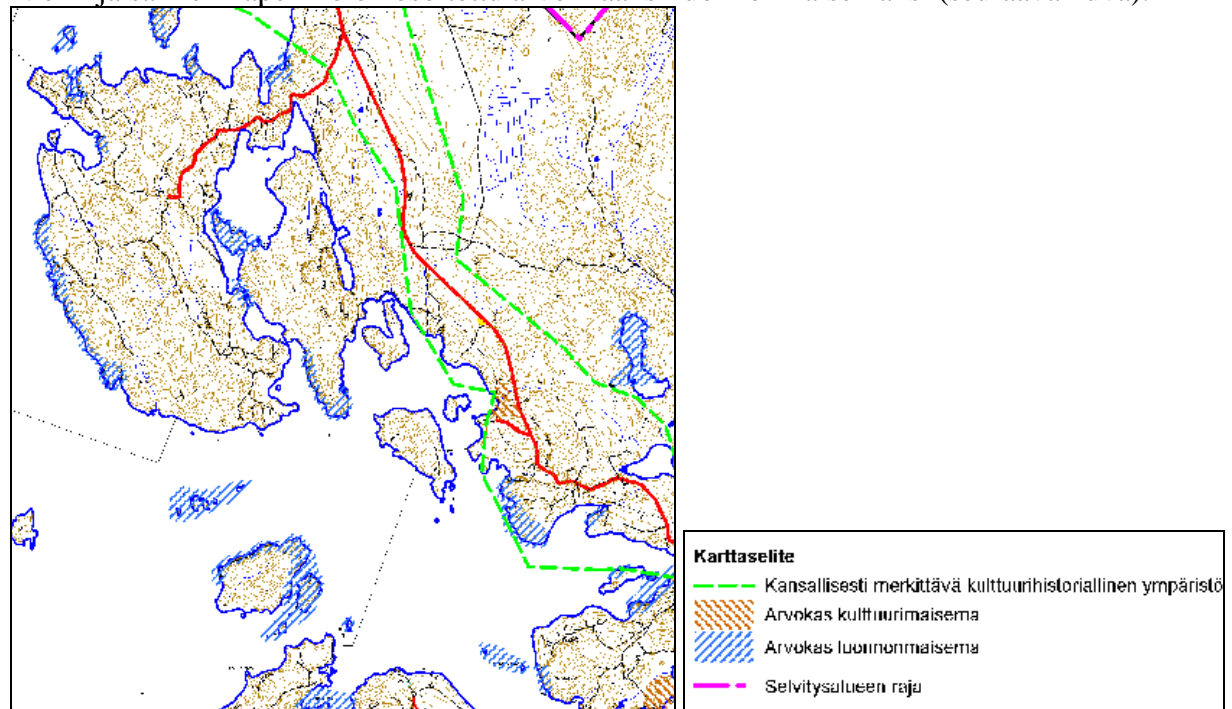 Karttaselite
Kansallisesti merkittävä kulttuurihistoriallinen ympäristö
Arvokas kulttuurimaisema
Arvokas luonnonmaisema
Selvitysalueen raja